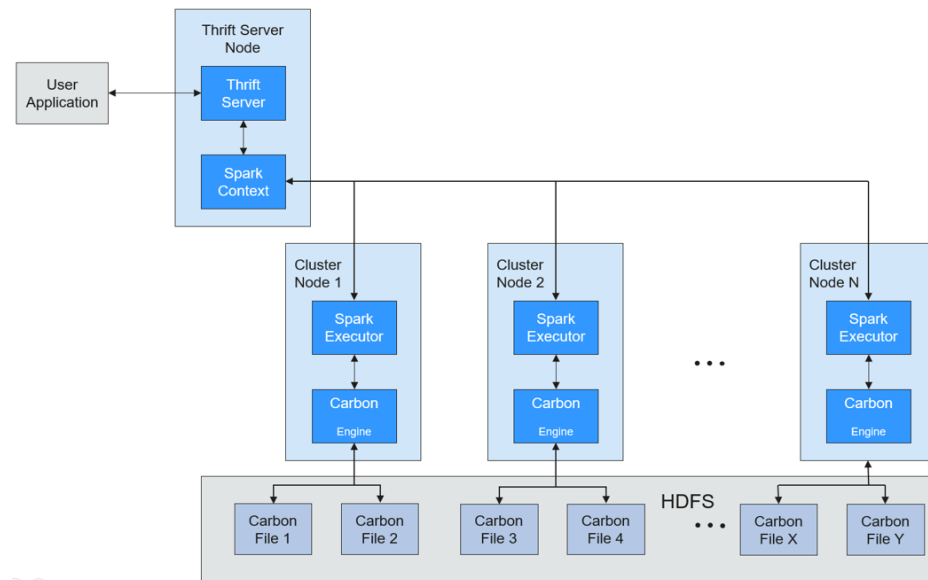 Thrift Server
Node
User
Application
Thrift
Server
Spark
Context
Cluster
Node 1
Spark
Executor
Carbon
Engine
Cluster
Node 2
Spark
Executor
Carbon
Engine
...
Cluster
Node N
Spark
Executor
Carbon
Engine
HDFS
Carbon
File 1
Carbon
File 2
Carbon
File 3
Carbon
File 4
...
Carbon
File X
Carbon
File Y